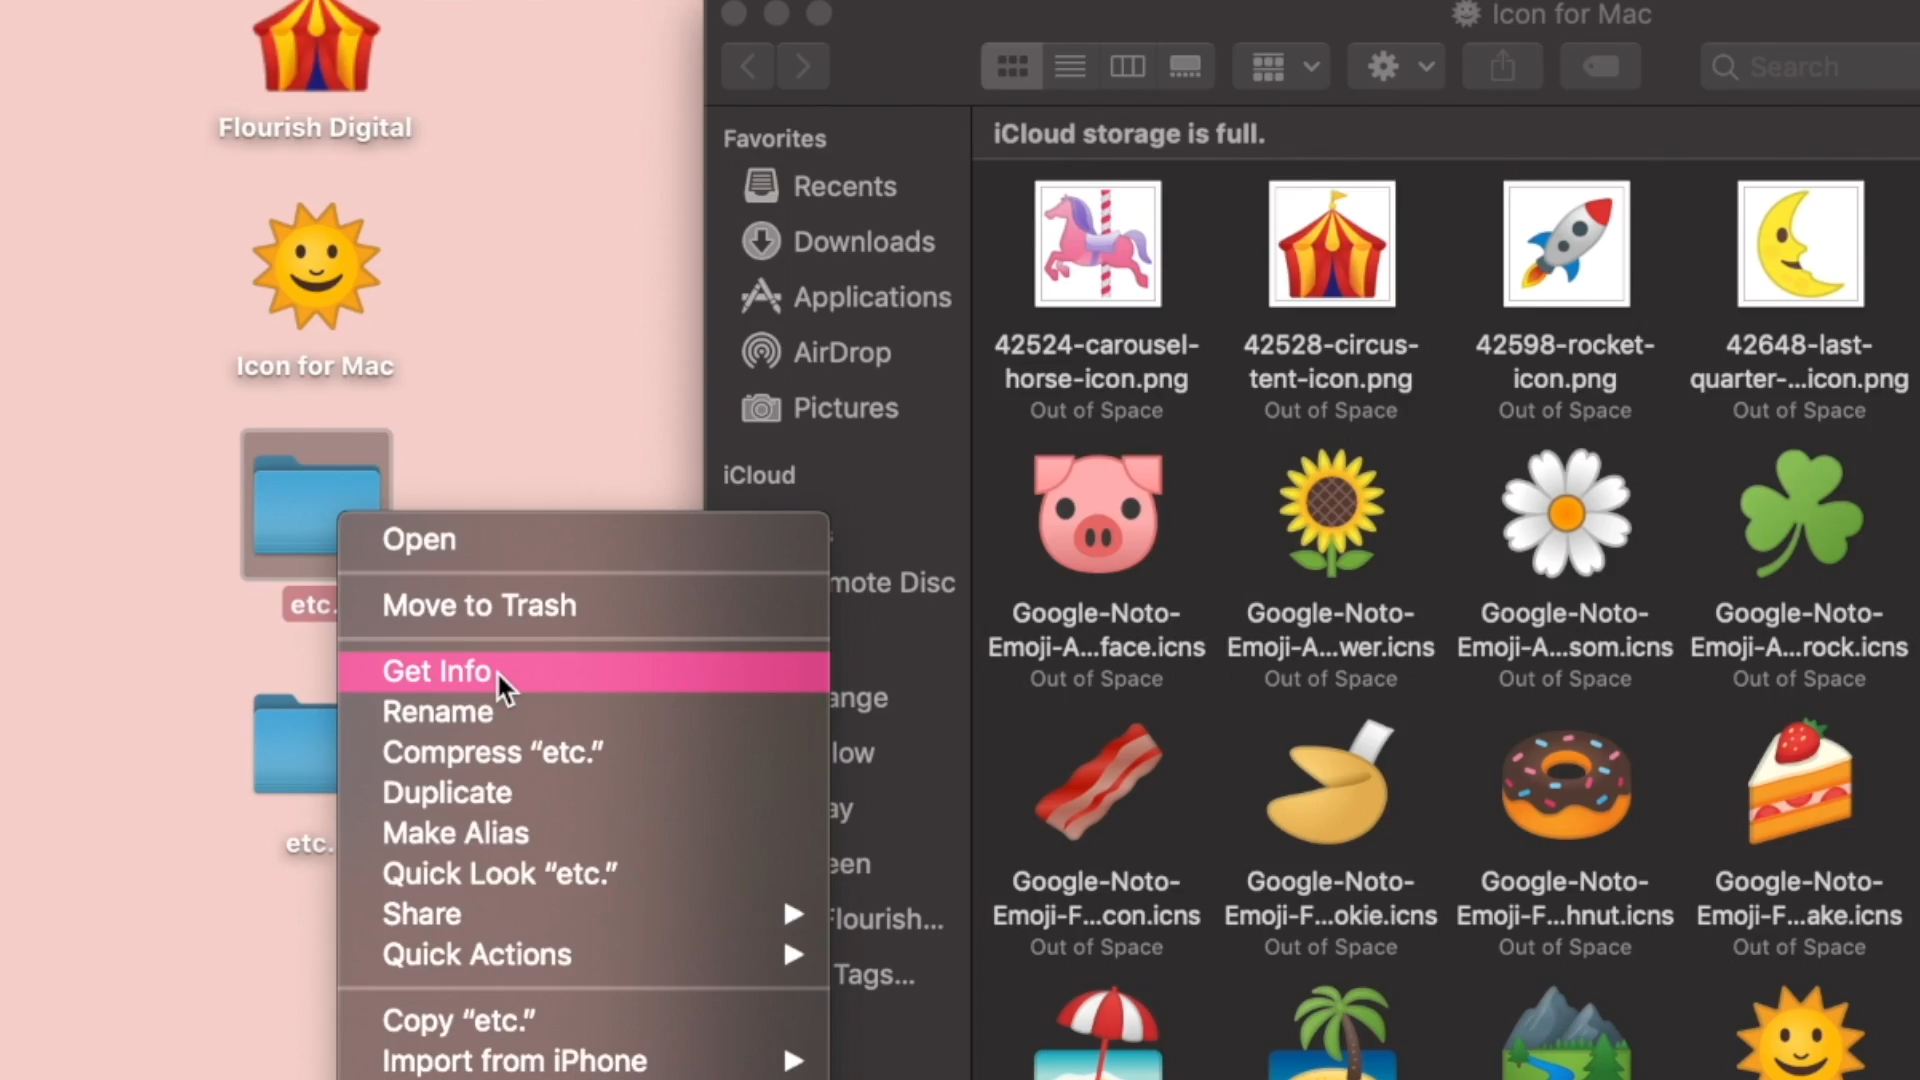 Flourish Digital
Icon for Mac
etc.
etc.
Open
Move to Trash
Get Info
Rename
Compress “etc.”
Duplicate
Make Alias
Quick Look “etc.”
Share
Quick Actions
Copy “etc.”
Import from iPhone
Icon for Mac
Search
Favorites
Recents
Downloads
Applications
AirDrop
Pictures
iCloud
mote Disc
ange
low
ay
een
Flourish...
Tags...
iCloud storage is full.
42524-carousel-
horse-icon.png
Out of Space
42528-circus-
tent-icon.png
Out of Space
42598-rocket-
icon.png
Out of Space
42648-last-
quarter-...icon.png
Out of Space
Google-Noto-
Emoji-A...face.icns
Out of Space
Google-Noto-
Emoji-A...wer.icns
Out of Space
Google-Noto-
Emoji-A...som.icns
Out of Space
Google-Noto-
Emoji-A...rock.icns
Out of Space
Google-Noto-
Emoji-F...con.icns
Out of Space
Google-Noto-
Emoji-F...okie.icns
Out of Space
Google-Noto-
Emoji-F...hnut.icns
Out of Space
Google-Noto-
Emoji-F...ake.icns
Out of Space